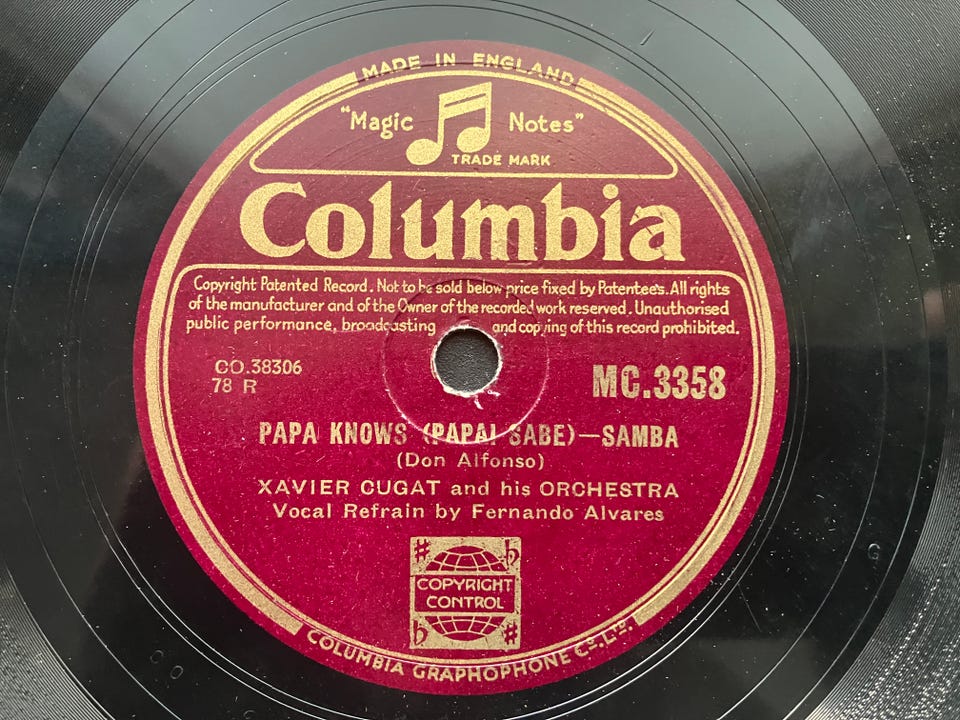 MADE IN ENGLAND
"Magic Notes"
TRADE MARK
Columbia
Copyright Patented Record. Not to be sold below price fixed by Patentees. All rights
of the manufacturer and of the Owner of the recorded work reserved. Unauthorised
public performance, broadcasting and copying of this record prohibited.
CO.38306
78 R
MC.3358
PAPA KNOWS (PAPAI SABE)—SAMBA
(Don Alfonso)
XAVIER CUGAT and his ORCHESTRA
Vocal Refrain by Fernando Alvares
COPYRIGHT
CONTROL
COLUMBIA GRAPHOPHONE Co. LTD.